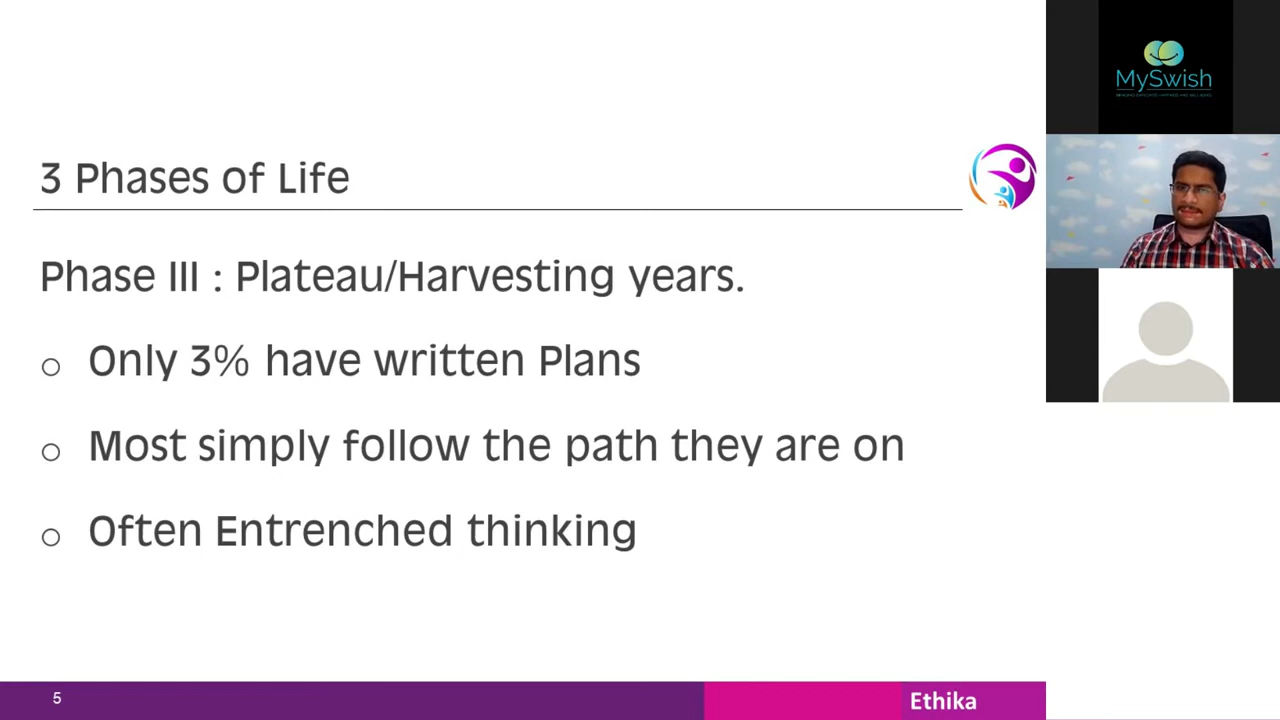 3 Phases of Life
Phase III : Plateau/Harvesting years.
o Only 3% have written Plans
o Most simply follow the path they are on
o Often Entrenched thinking
5
Ethika
MySwish